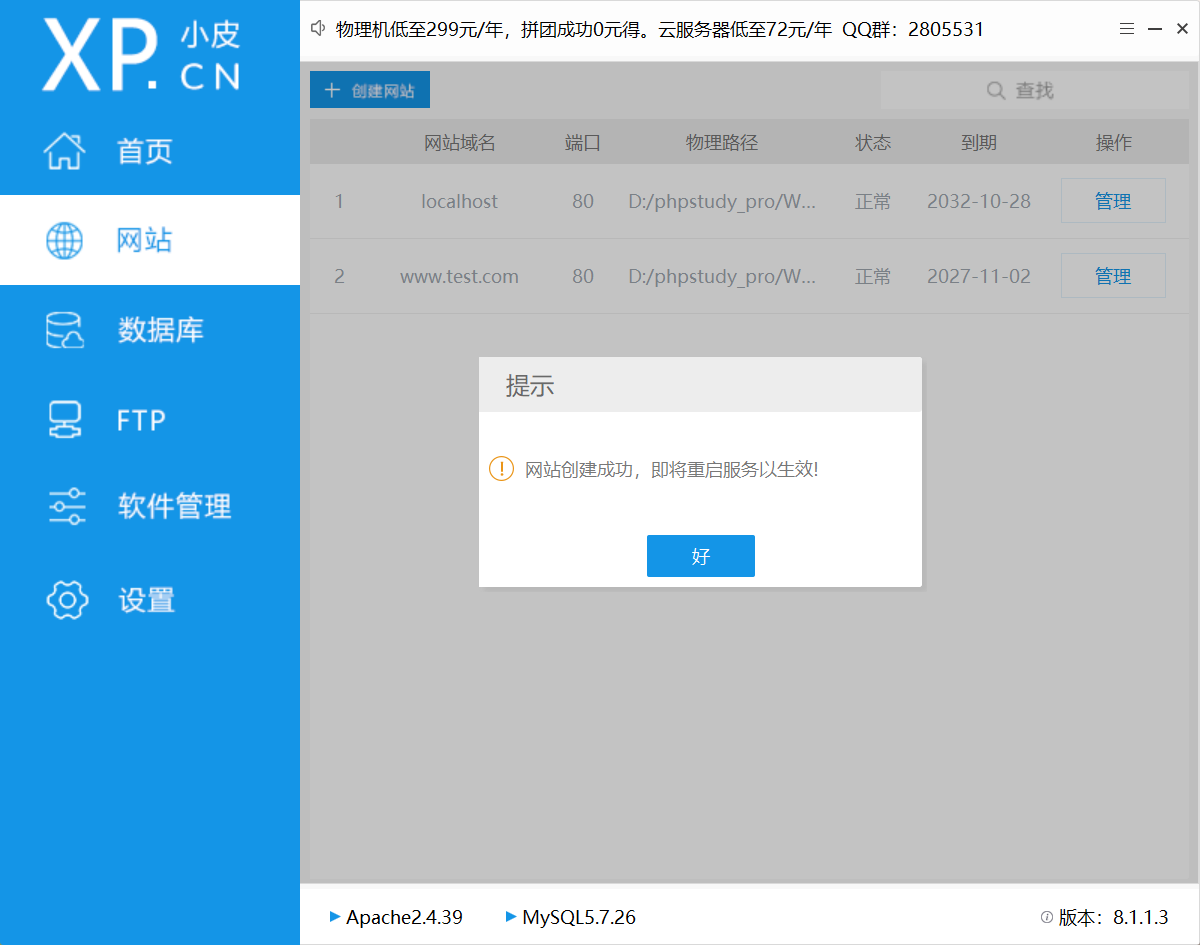 XP.小皮
CN
物理机低至299元/年，拼团成功0元得。云服务器低至72元/年 QQ群：2805531
首页
网站
数据库
FTP
软件管理
设置
创建网站
查找
网站域名 端口 物理路径 状态 到期 操作
1 localhost 80 D:/phpstudy_pro/W... 正常 2032-10-28 管理
2 www.test.com 80 D:/phpstudy_pro/W... 正常 2027-11-02 管理
提示
网站创建成功，即将重启服务以生效!
好
Apache2.4.39 MySQL5.7.26 版本：8.1.1.3